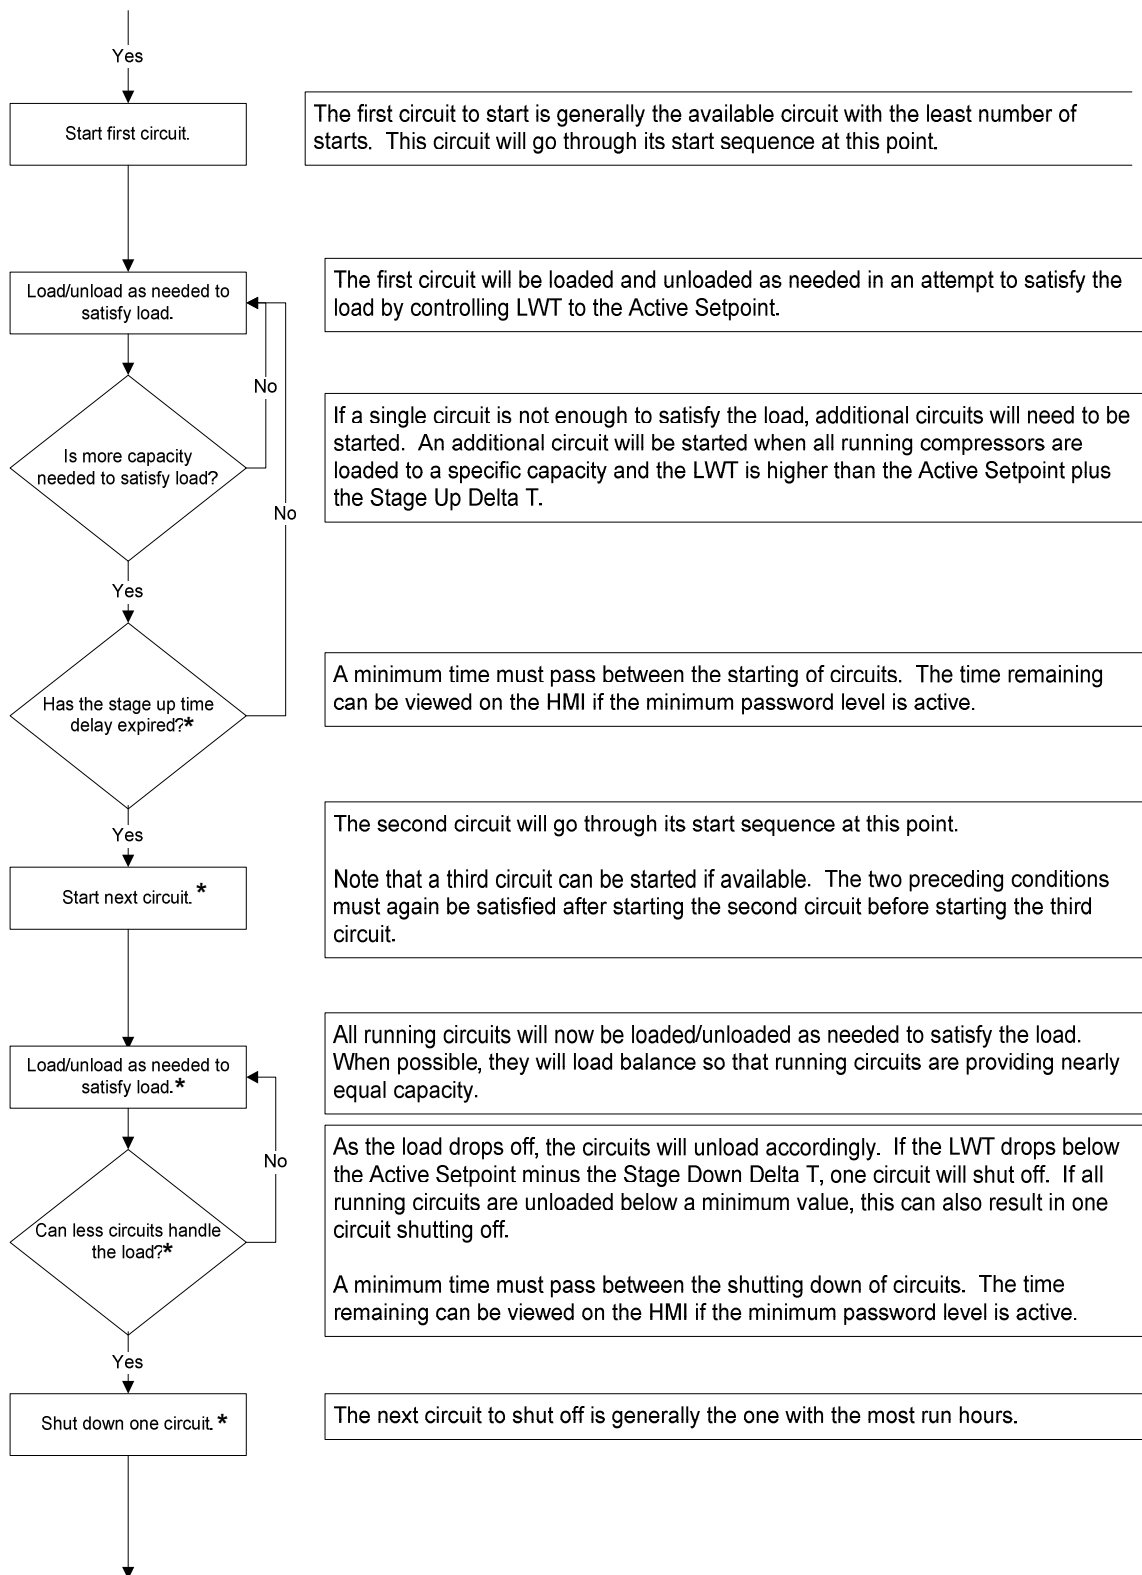 Yes
Start first circuit.
The first circuit to start is generally the available circuit with the least number of
starts. This circuit will go through its start sequence at this point.
Load/unload as needed to
satisfy load.
The first circuit will be loaded and unloaded as needed in an attempt to satisfy the
load by controlling LWT to the Active Setpoint.
No
Is more capacity
needed to satisfy load?
If a single circuit is not enough to satisfy the load, additional circuits will need to be
started. An additional circuit will be started when all running compressors are
loaded to a specific capacity and the LWT is higher than the Active Setpoint plus
the Stage Up Delta T.
No
Yes
Has the stage up time
delay expired?*
A minimum time must pass between the starting of circuits. The time remaining
can be viewed on the HMI if the minimum password level is active.
Yes
Start next circuit. *
The second circuit will go through its start sequence at this point.
Note that a third circuit can be started if available. The two preceding conditions
must again be satisfied after starting the second circuit before starting the third
circuit.
Load/unload as needed to
satisfy load. *
All running circuits will now be loaded/unloaded as needed to satisfy the load.
When possible, they will load balance so that running circuits are providing nearly
equal capacity.
No
Can less circuits handle
the load?*
As the load drops off, the circuits will unload accordingly. If the LWT drops below
the Active Setpoint minus the Stage Down Delta T, one circuit will shut off. If all
running circuits are unloaded below a minimum value, this can also result in one
circuit shutting off.
A minimum time must pass between the shutting down of circuits. The time
remaining can be viewed on the HMI if the minimum password level is active.
Yes
Shut down one circuit. *
The next circuit to shut off is generally the one with the most run hours.